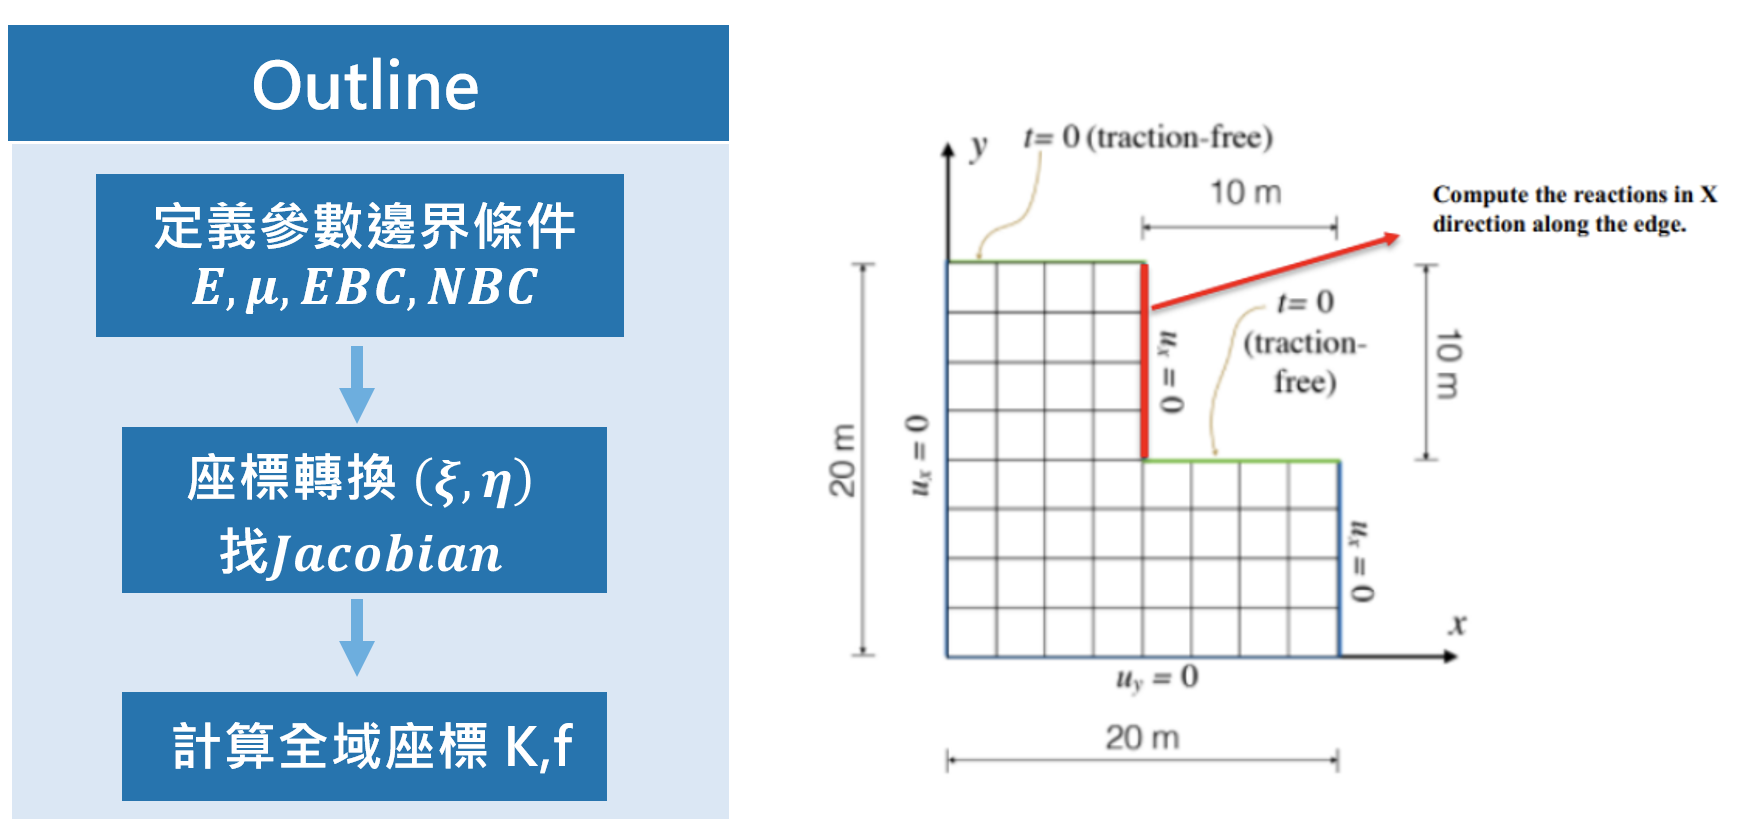 Outline
定義參數邊界條件
E, μ, EBC, NBC
座標轉換 (ξ, η)
找Jacobian
計算全域座標 K,f
y
t= 0 (traction-free)
10 m
Compute the reactions in X
direction along the edge.
t= 0
(traction-
free)
10 m
uₓ = 0
20 m
uₓ = 0
uₓ = 0
x
u_y = 0
20 m